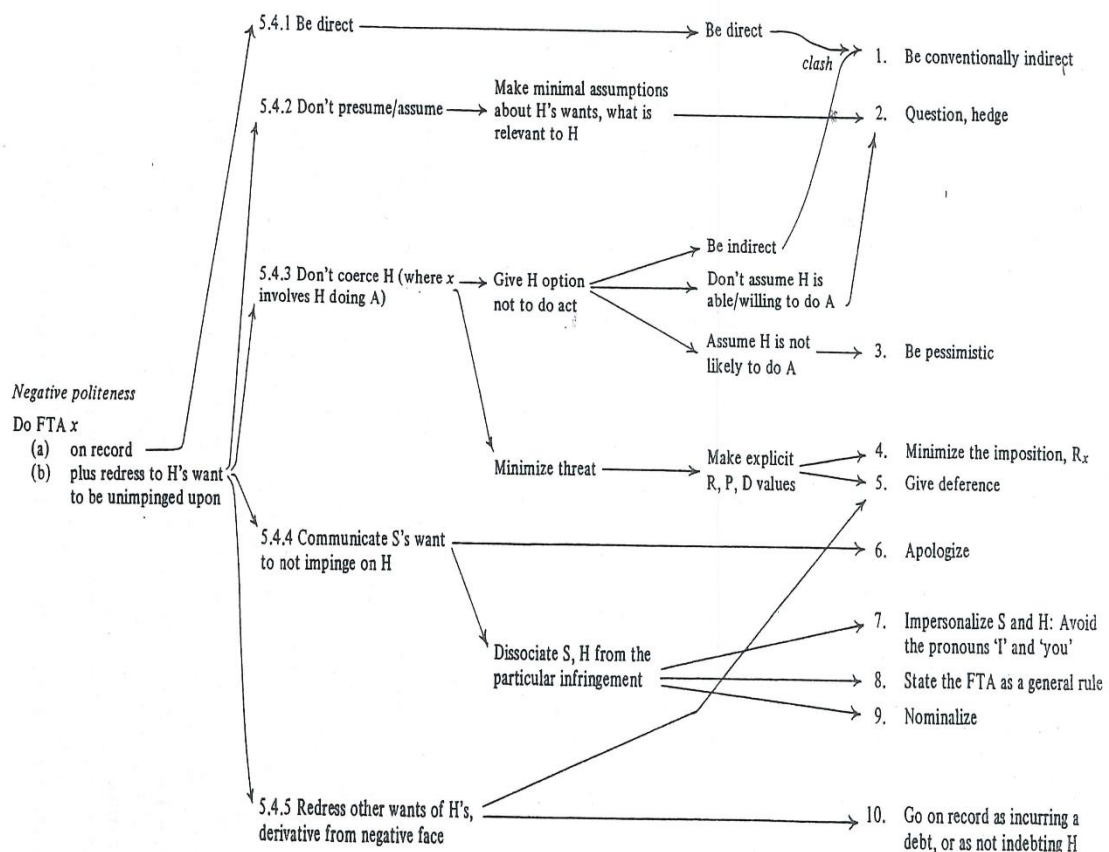 5.4.1 Be direct
Be direct
clash
1. Be conventionally indirect
5.4.2 Don't presume/assume
Make minimal assumptions
about H's wants, what is
relevant to H
2. Question, hedge
5.4.3 Don't coerce H (where x
involves H doing A)
Give H option
not to do act
Be indirect
Don't assume H is
able/willing to do A
Assume H is not
likely to do A
3. Be pessimistic
Negative politeness
Do FTA x
(a) on record
(b) plus redress to H's want
to be unimpinged upon
Minimize threat
Make explicit
R, P, D values
4. Minimize the imposition, Rx
5. Give deference
5.4.4 Communicate S's want
to not impinge on H
6. Apologize
Dissociate S, H from the
particular infringement
7. Impersonalize S and H: Avoid
the pronouns 'I' and 'you'
8. State the FTA as a general rule
9. Nominalize
5.4.5 Redress other wants of H's,
derivative from negative face
10. Go on record as incurring a
debt, or as not indebting H